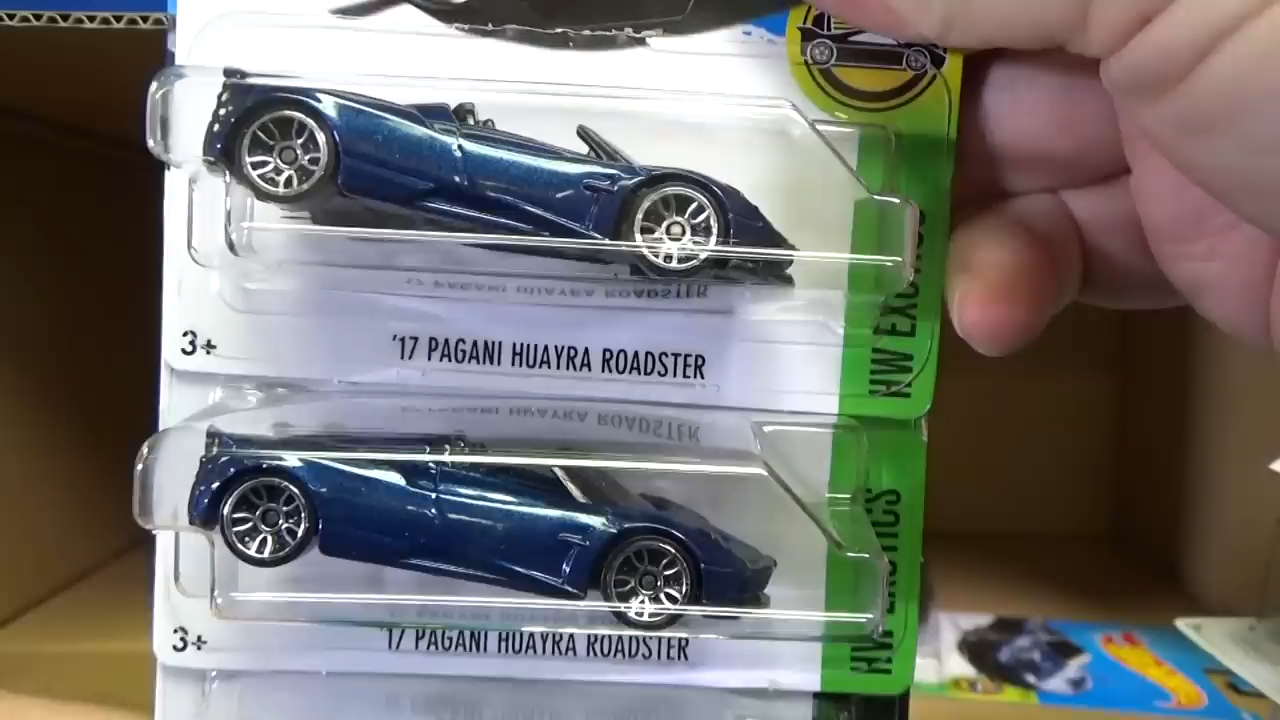 HW EXOTICS
3+
'17 PAGANI HUAYRA ROADSTER
HW EXOTICS
3+
'17 PAGANI HUAYRA ROADSTER